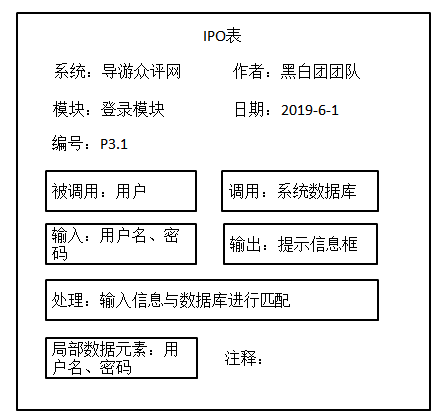 IPO表
系统：导游众评网 作者：黑白团团队
模块：登录模块 日期：2019-6-1
编号：P3.1
被调用：用户 调用：系统数据库
输入：用户名、密
码
输出：提示信息框
处理：输入信息与数据库进行匹配
局部数据元素：用
户名、密码
注释：